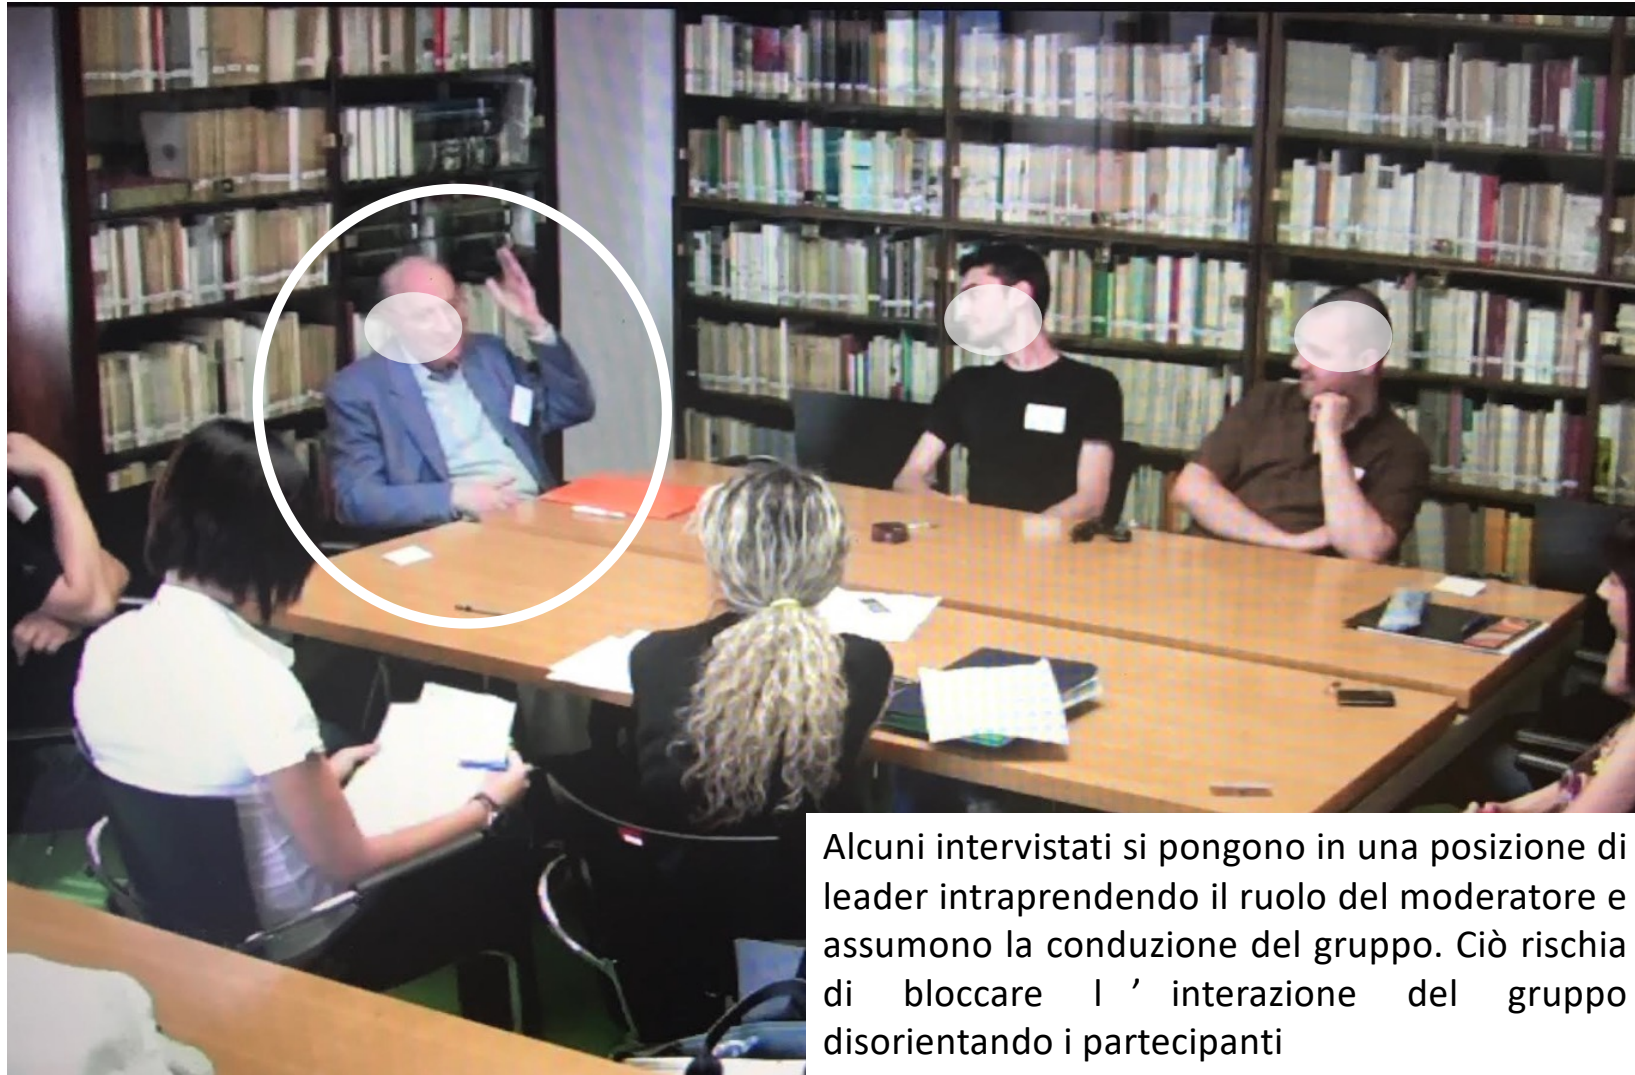 Alcuni intervistati si pongono in una posizione di
leader intraprendendo il ruolo del moderatore e
assumono la conduzione del gruppo. Ciò rischia
di bloccare l ’ interazione del gruppo
disorientando i partecipanti